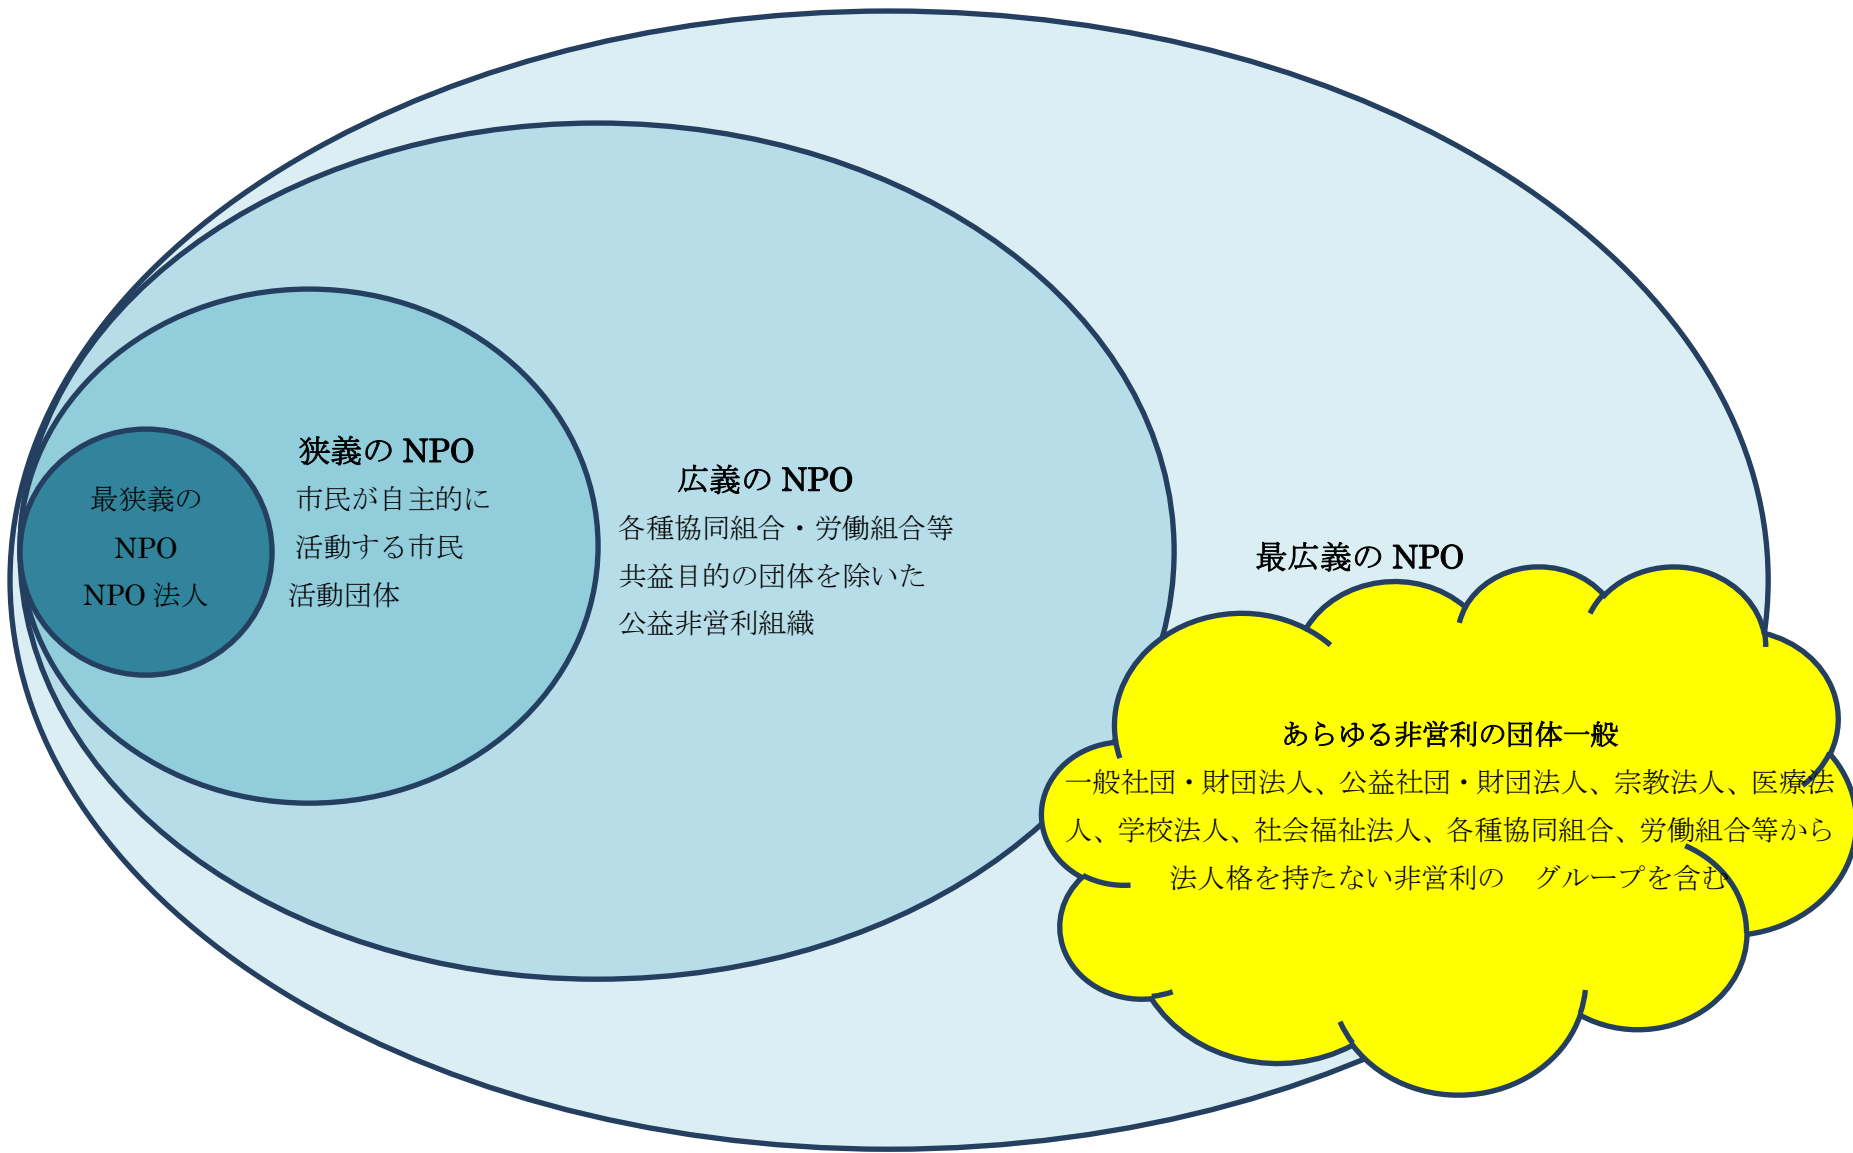 最狭義の
NPO
NPO 法人
狭義の NPO
市民が自主的に
活動する市民
活動団体
広義の NPO
各種協同組合・労働組合等
共益目的の団体を除いた
公益非営利組織
最広義の NPO
あらゆる非営利の団体一般
一般社団・財団法人、公益社団・財団法人、宗教法人、医療法
人、学校法人、社会福祉法人、各種協同組合、労働組合等から
法人格を持たない非営利の　グループを含む